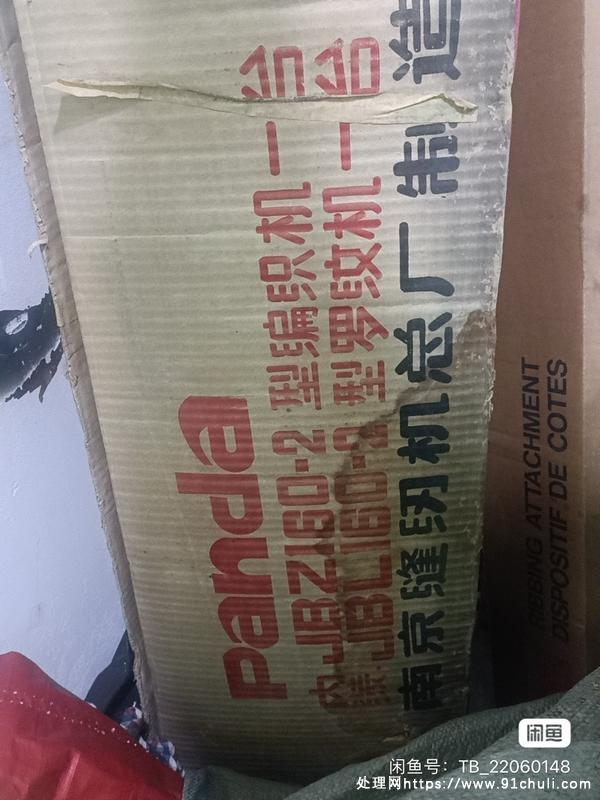 panda
内 JBZ160-2 型编织机一台
装 JBL160-2 型罗纹机一台
南京缝纫机总厂制造
RIBBING ATTACHMENT
DISPOSITIF DE COTES
闲鱼
闲鱼号：TB_22060148
处理网https://www.91chuli.com/